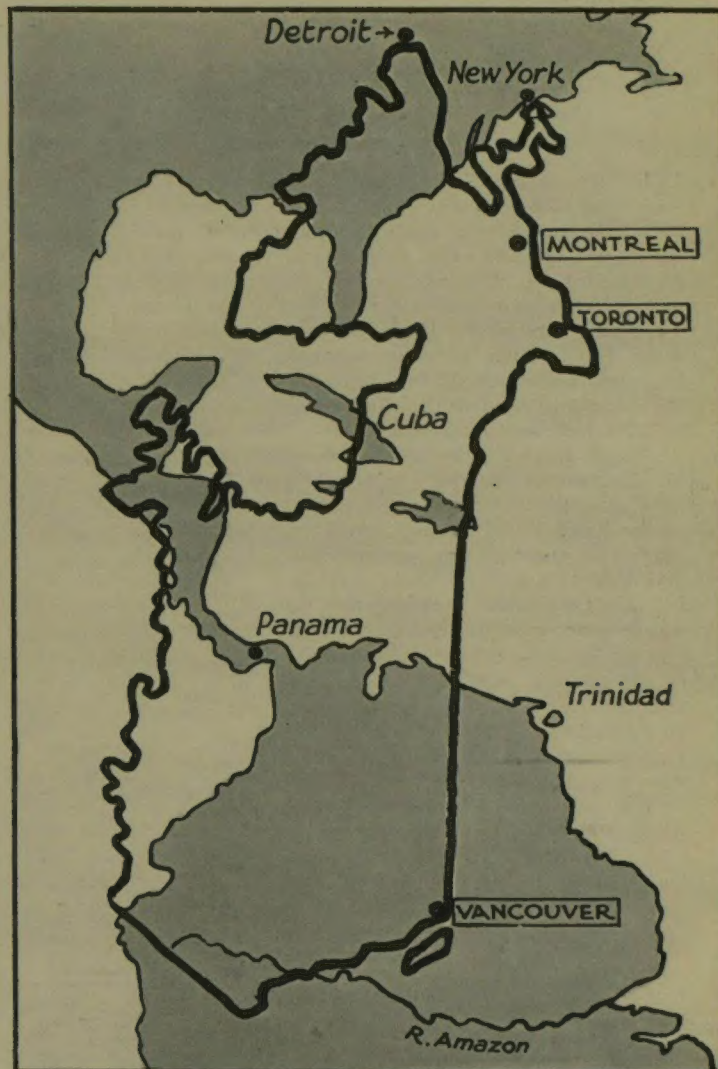 Detroit→
New York
MONTREAL
TORONTO
Cuba
Panama
Trinidad
VANCOUVER
R. Amazon